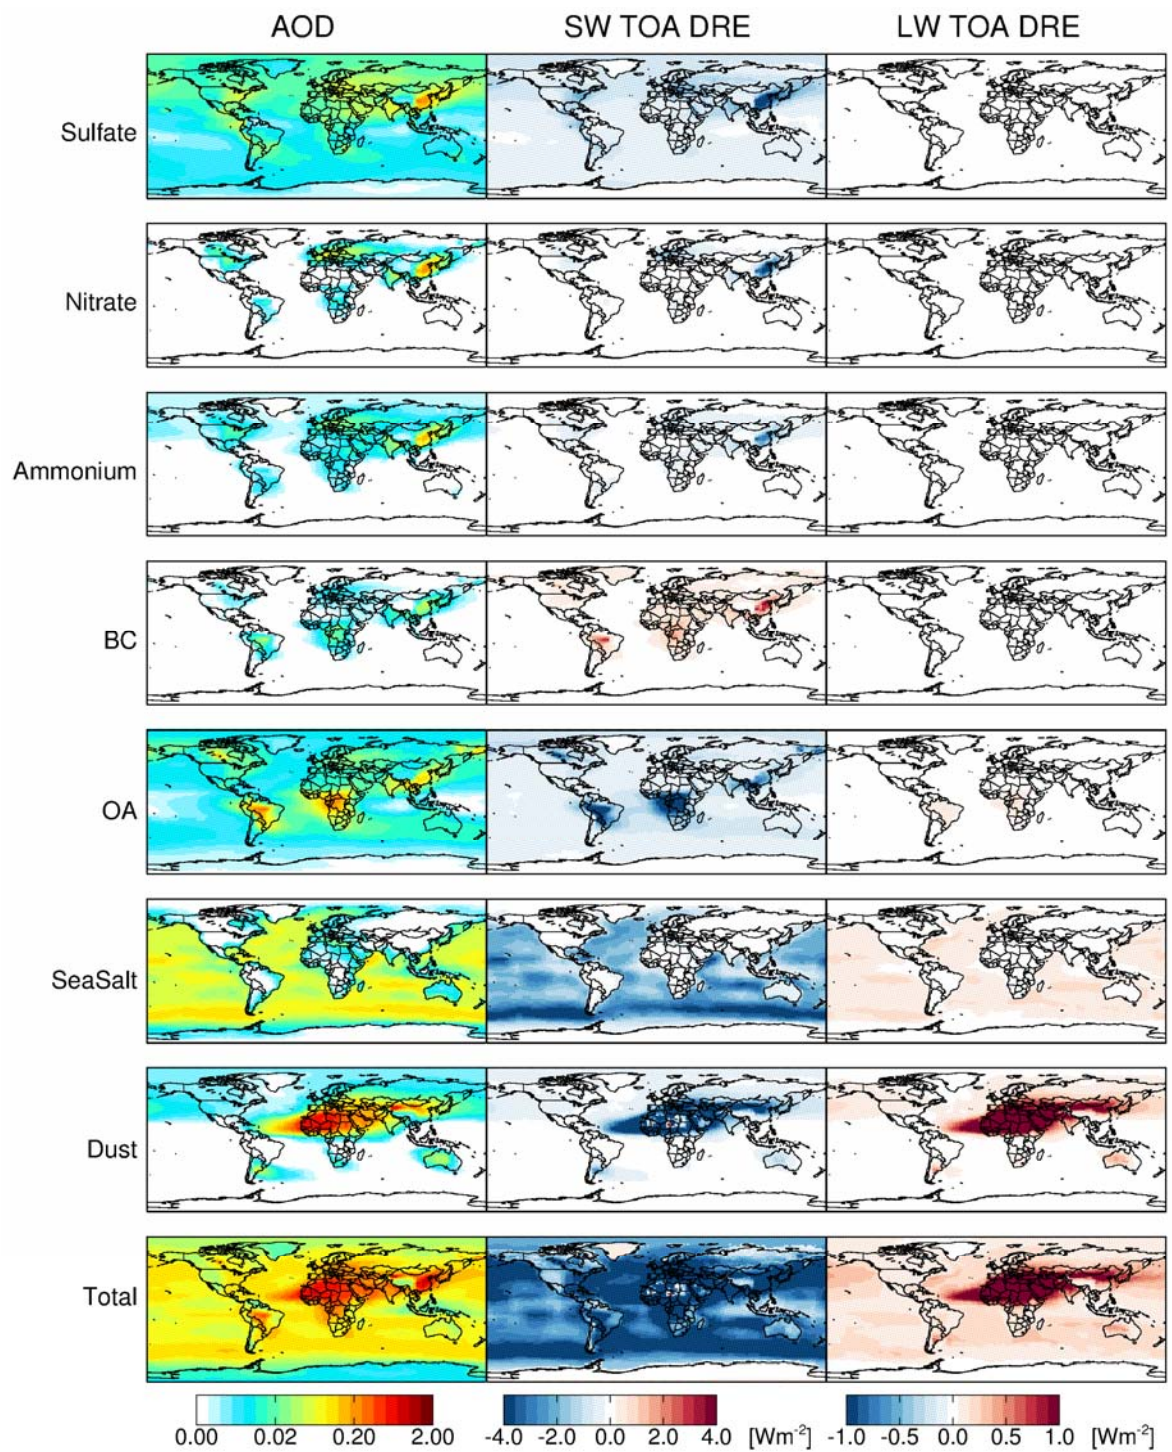 AOD SW TOA DRE LW TOA DRE
Sulfate
Nitrate
Ammonium
BC
OA
SeaSalt
Dust
Total
0.00 0.02 0.20 2.00 -4.0 -2.0 0.0 2.0 4.0 [Wm⁻²] -1.0 -0.5 0.0 0.5 1.0 [Wm⁻²]